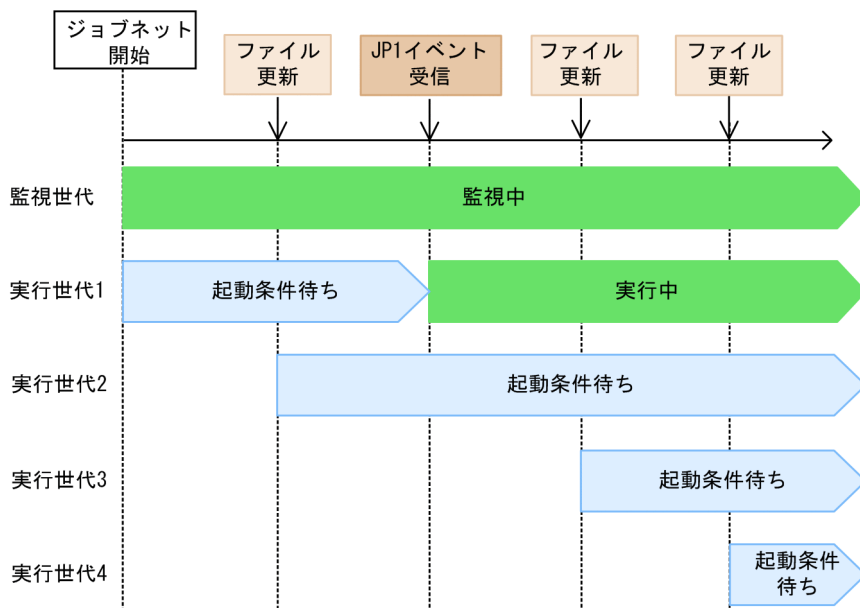 ジョブネット
開始
ファイル
更新
JP1イベント
受信
ファイル
更新
ファイル
更新
監視世代
監視中
実行世代1
起動条件待ち
実行中
実行世代2
起動条件待ち
実行世代3
起動条件待ち
実行世代4
起動条件
待ち